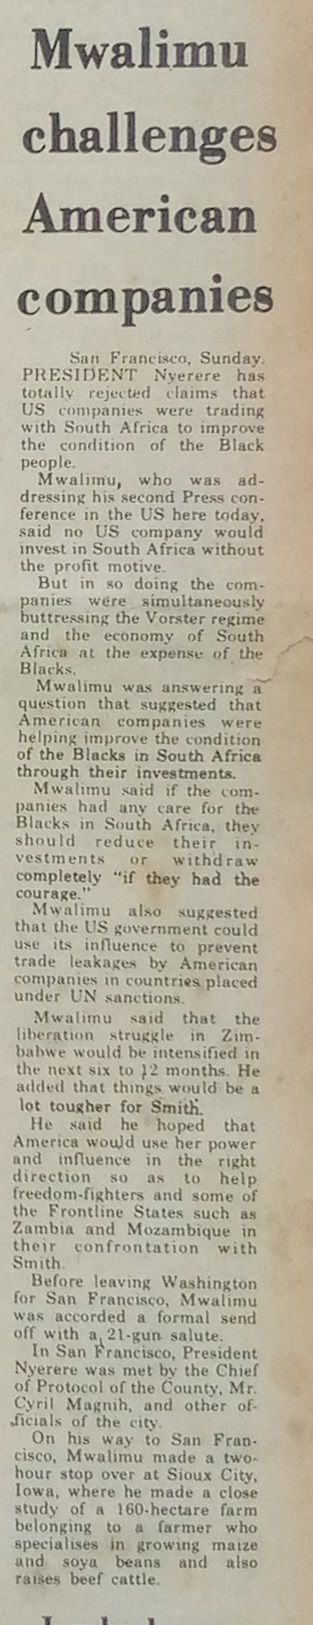 Mwalimu
challenges
American
companies
San Francisco, Sunday.
PRESIDENT Nyerere has
totally rejected claims that
US companies were trading
with South Africa to improve
the condition of the Black
people.
Mwalimu, who was ad-
dressing his second Press con-
ference in the US here today,
said no US company would
invest in South Africa without
the profit motive.
But in so doing the com-
panies were simultaneously
buttressing the Vorster regime
and the economy of South
Africa at the expense of the
Blacks.
Mwalimu was answering a
question that suggested that
American companies were
helping improve the condition
of the Blacks in South Africa
through their investments.
Mwalimu said if the com-
panies had any care for the
Blacks in South Africa, they
should reduce their in-
vestments or withdraw
completely "if they had the
courage."
Mwalimu also suggested
that the US government could
use its influence to prevent
trade leakages by American
companies in countries placed
under UN sanctions.
Mwalimu said that the
liberation struggle in Zim-
babwe would be intensified in
the next six to 12 months. He
added that things would be a
lot tougher for Smith.
He said he hoped that
America would use her power
and influence in the right
direction so as to help
freedom-fighters and some of
the Frontline States such as
Zambia and Mozambique in
their confrontation with
Smith.
Before leaving Washington
for San Francisco, Mwalimu
was accorded a formal send
off with a 21-gun salute.
In San Francisco, President
Nyerere was met by the Chief
of Protocol of the County, Mr.
Cyril Magnih, and other of-
ficials of the city.
On his way to San Fran-
cisco, Mwalimu made a two-
hour stop over at Sioux City,
Iowa, where he made a close
study of a 160-hectare farm
belonging to a farmer who
specialises in growing maize
and soya beans and also
raises beef cattle.